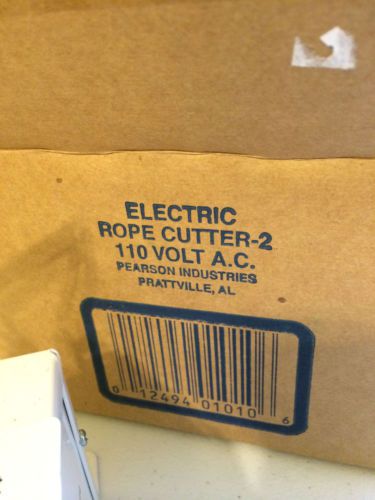 ELECTRIC
ROPE CUTTER-2
110 VOLT A.C.
PEARSON INDUSTRIES
PRATTVILLE, AL
0 12494 01010 6